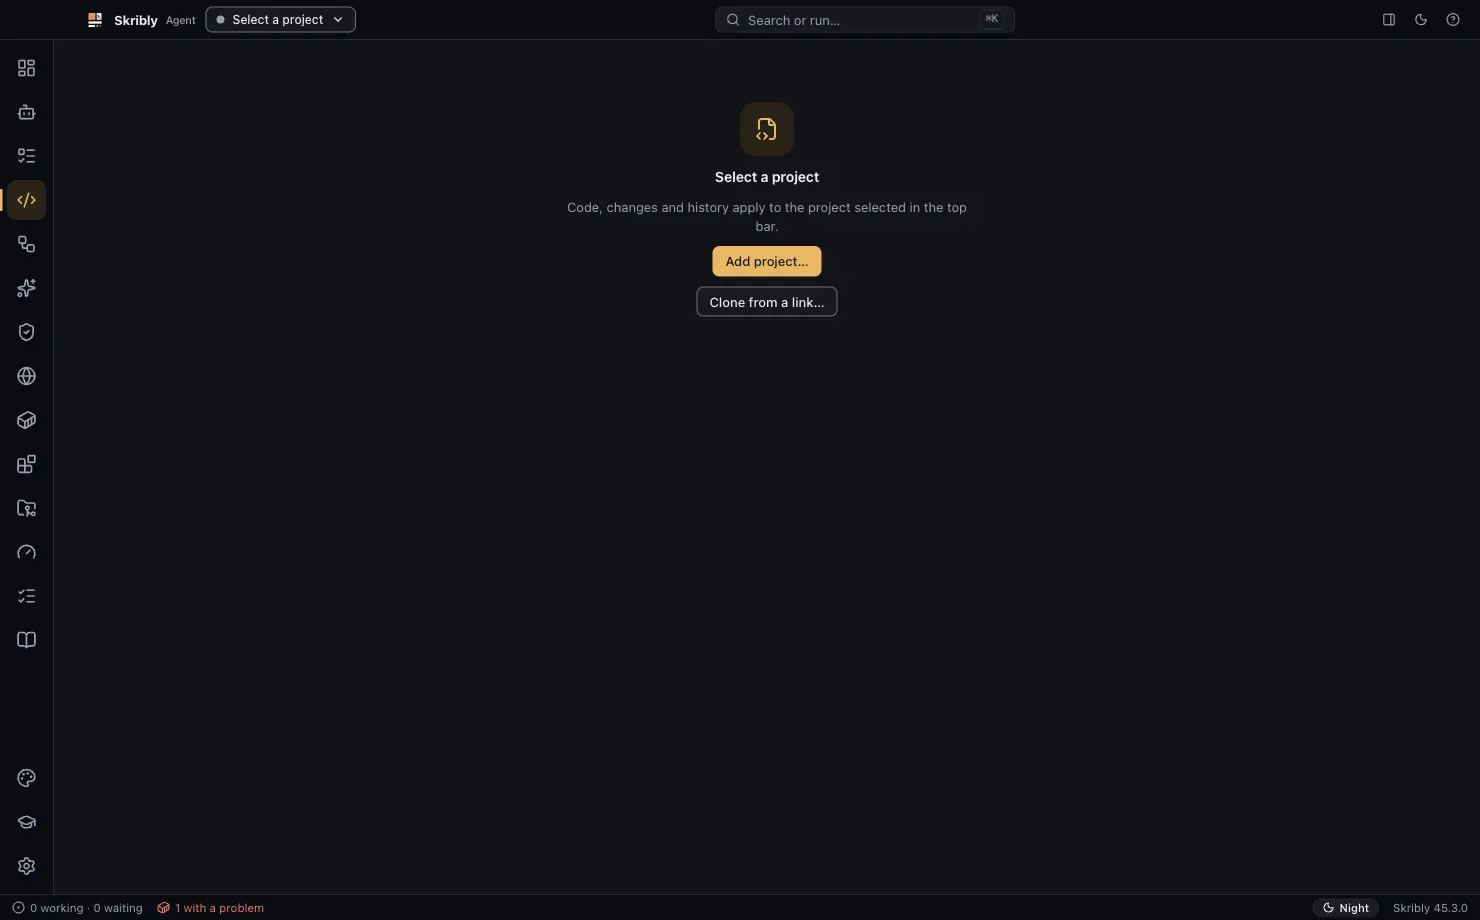 Skribly Agent Select a project Search or run... ⌘K
Select a project
Code, changes and history apply to the project selected in the top
bar.
Add project...
Clone from a link...
0 working · 0 waiting 1 with a problem Night Skribly 45.3.0